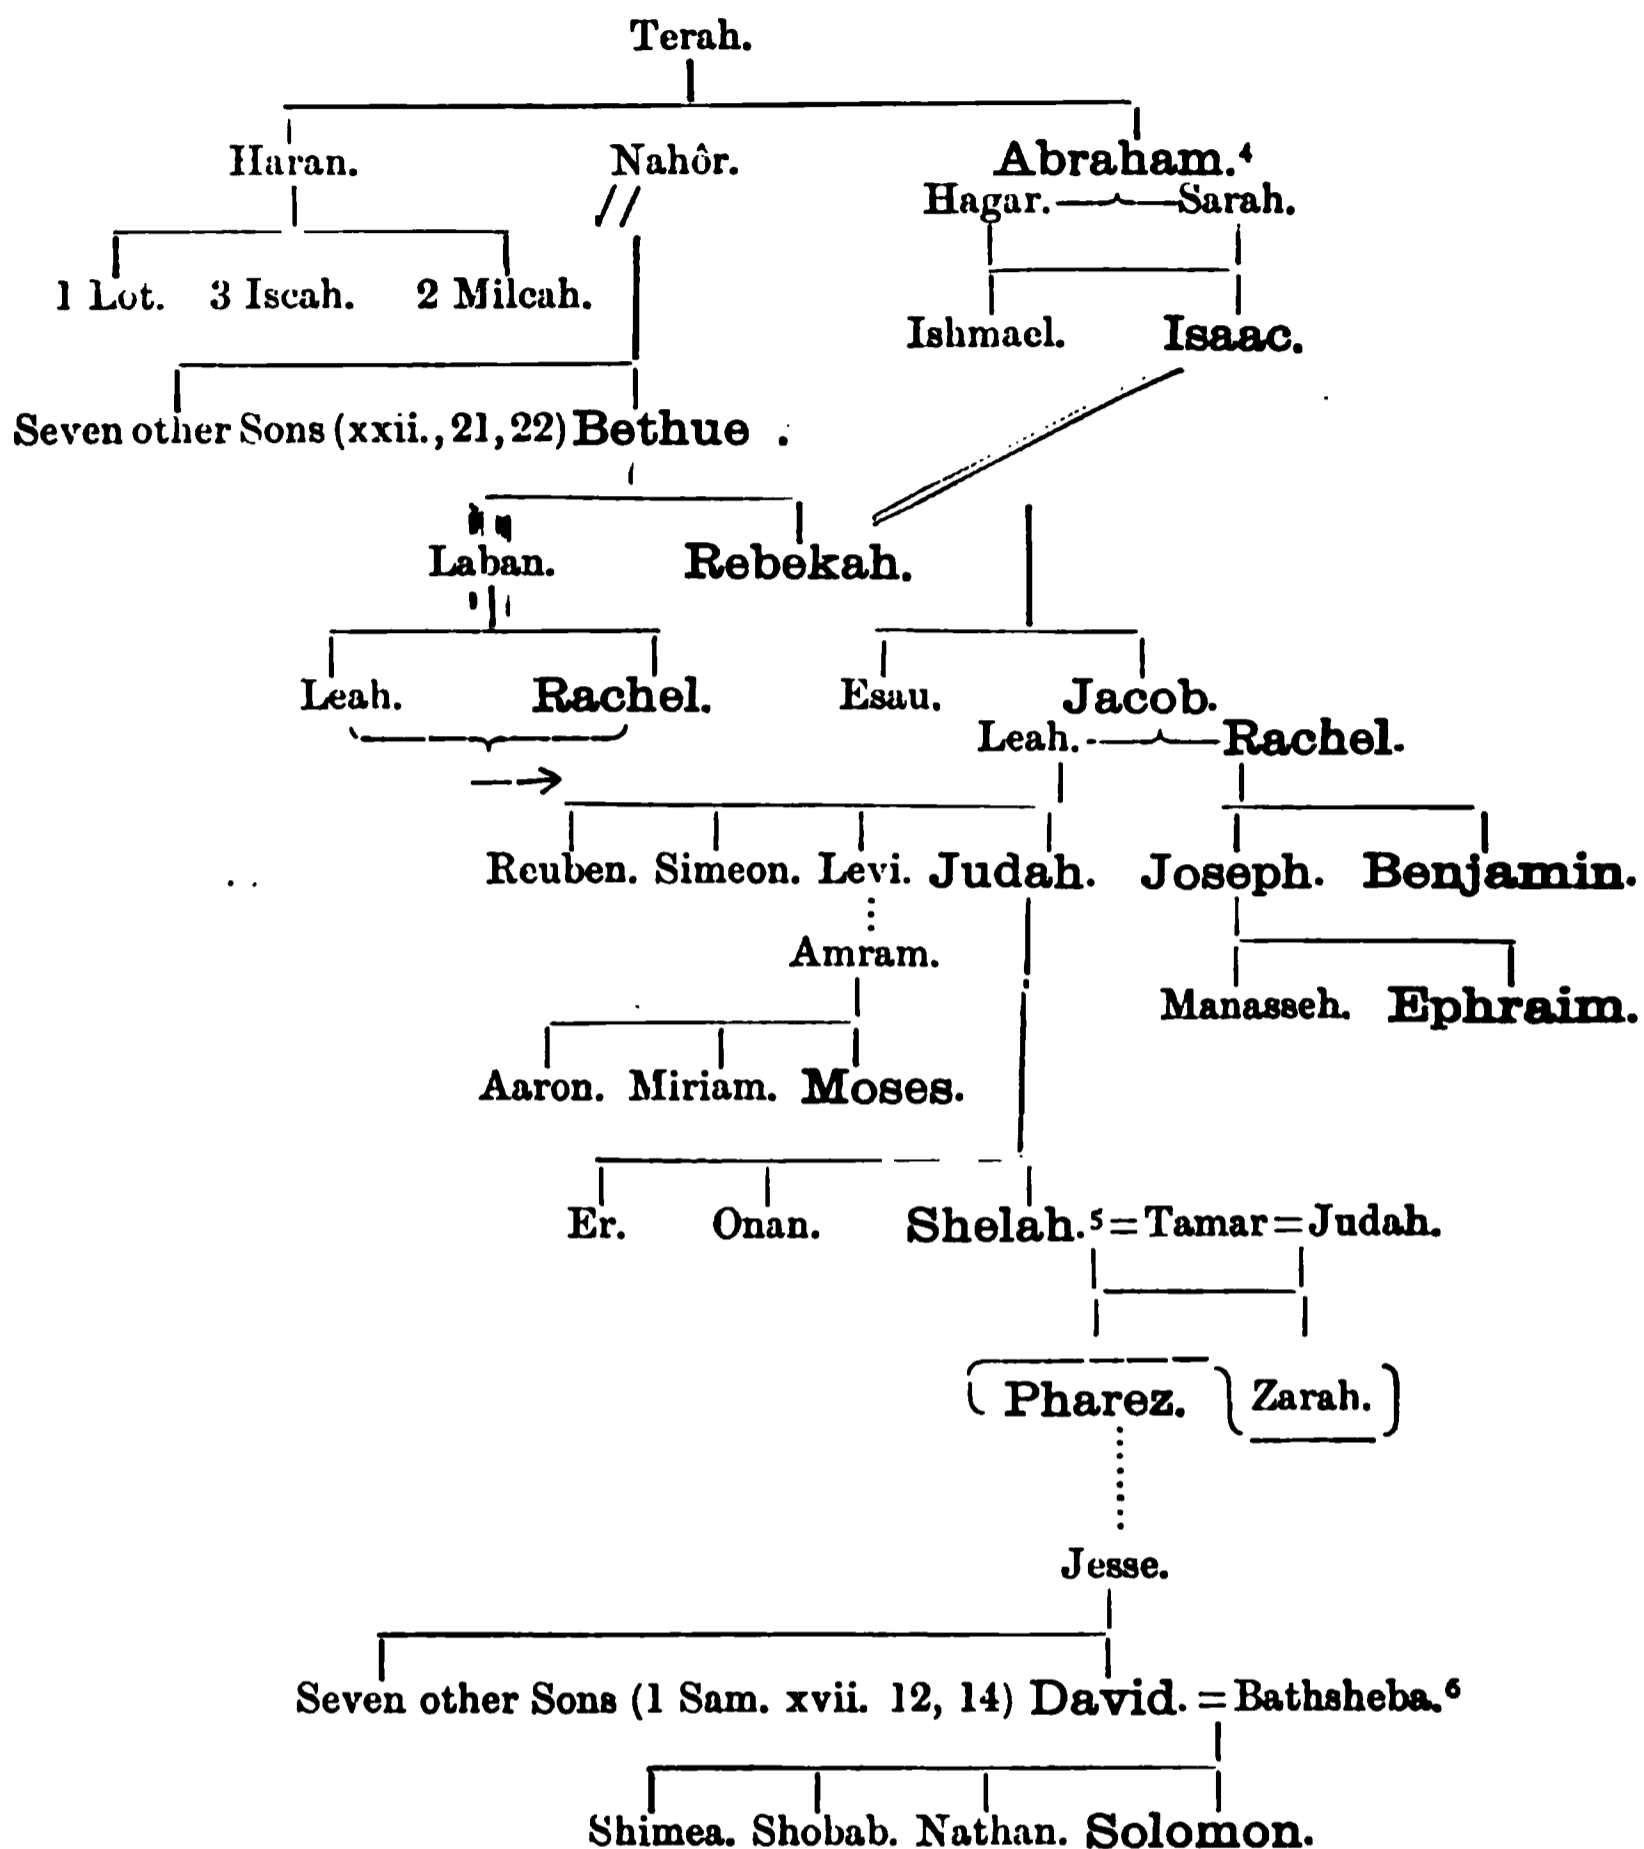 Terah.
Haran. Nahôr. Abraham.⁴
Hagar. Sarah.
1 Lot. 3 Iscah. 2 Milcah.
Ishmael. Isaac.
Seven other Sons (xxii., 21, 22) Bethue .
Laban. Rebekah.
Leah. Rachel. Esau. Jacob.
Leah. Rachel.
Reuben. Simeon. Levi. Judah. Joseph. Benjamin.
Amram.
Manasseh. Ephraim.
Aaron. Miriam. Moses.
Er. Onan. Shelah.⁵=Tamar=Judah.
Pharez. Zarah.
Jesse.
Seven other Sons (1 Sam. xvii. 12, 14) David. = Bathsheba.⁶
Shimea. Shobab. Nathan. Solomon.